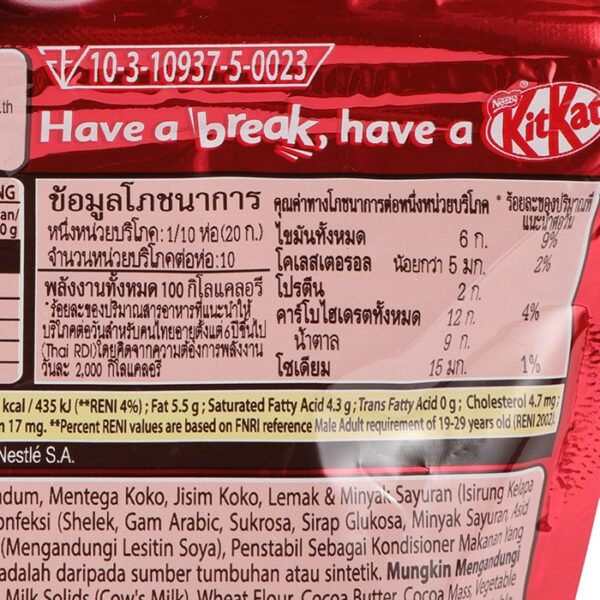 10-3-10937-5-0023
.th
Have a break, have a
Nestlé
KitKat
NG
an/
0 g
ข้อมูลโภชนาการ
หนึ่งหน่วยบริโภค: 1/10 ห่อ(20 ก.)
จำนวนหน่วยบริโภคต่อห่อ:10
พลังงานทั้งหมด 100 กิโลแคลอรี
*ร้อยละของปริมาณสารอาหารที่แนะนำให้
บริโภคต่อวันสำหรับคนไทยอายุตั้งแต่ 6 ปีขึ้นไป
(Thai RDI)โดยคิดจากความต้องการพลังงาน
วันละ 2,000 กิโลแคลอรี
คุณค่าทางโภชนาการต่อหนึ่งหน่วยบริโภค * ร้อยละของปริมาณที่
แนะนำต่อวัน
ไขมันทั้งหมด 6 ก. 9%
โคเลสเตอรอล น้อยกว่า 5 มก. 2%
โปรตีน 2 ก.
คาร์โบไฮเดรตทั้งหมด 12 ก. 4%
น้ำตาล 9 ก.
โซเดียม 15 มก. 1%
kcal / 435 kJ (**RENI 4%) ; Fat 5.5 g ; Saturated Fatty Acid 4.3 g ; Trans Fatty Acid 0 g ; Cholesterol 4.7 mg ;
n 17 mg. **Percent RENI values are based on FNRI reference Male Adult requirement of 19-29 years old (RENI 2002).
Nestlé S.A.
dum, Mentega Koko, Jisim Koko, Lemak & Minyak Sayuran (Isirung Kelapa
onfeksi (Shelek, Gam Arabic, Sukrosa, Sirap Glukosa, Minyak Sayuran, Asid
(Mengandungi Lesitin Soya), Penstabil Sebagai Kondisioner Makanan Yang
adalah daripada sumber tumbuhan atau sintetik. Mungkin Mengandungi
Milk Solids (Cow's Milk), Wheat Flour, Cocoa Butter, Cocoa Mass, Vegetable